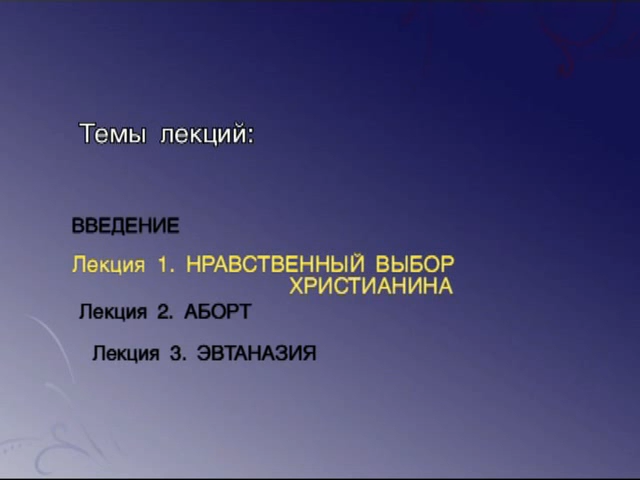 Темы лекций:
ВВЕДЕНИЕ
Лекция 1. НРАВСТВЕННЫЙ ВЫБОР
ХРИСТИАНИНА
Лекция 2. АБОРТ
Лекция 3. ЭВТАНАЗИЯ